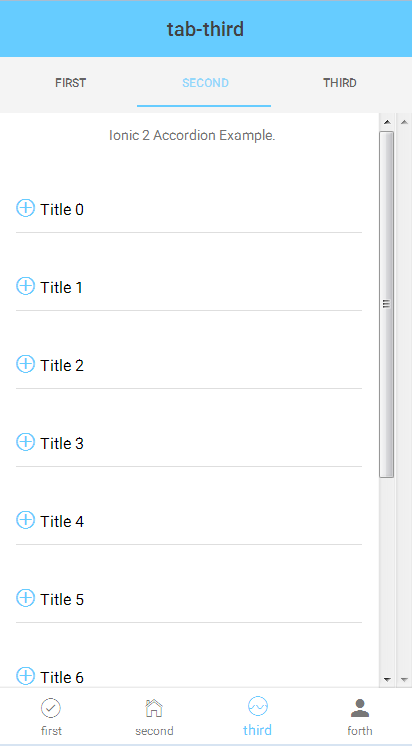 tab-third
FIRST SECOND THIRD
Ionic 2 Accordion Example.
Title 0
Title 1
Title 2
Title 3
Title 4
Title 5
Title 6
first second third forth